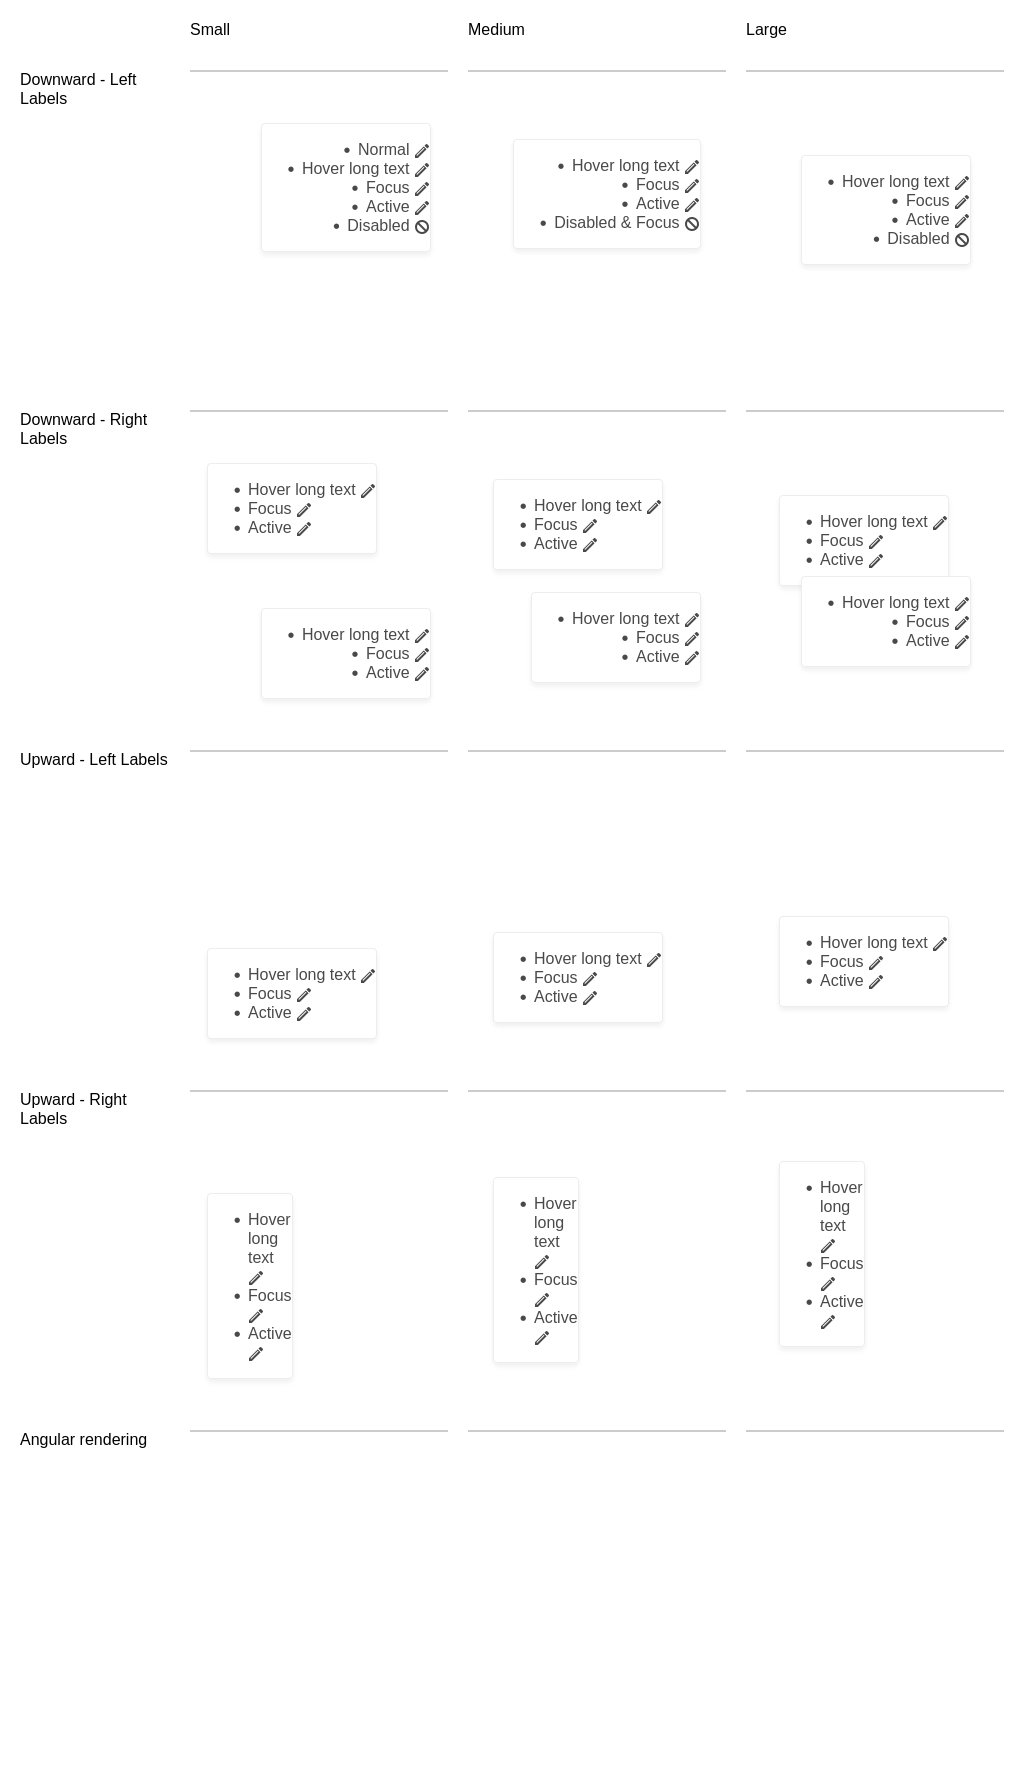 Small
Medium
Large
Downward - Left
Labels
• Normal
• Hover long text
• Focus
• Active
• Disabled
• Hover long text
• Focus
• Active
• Disabled & Focus
• Hover long text
• Focus
• Active
• Disabled
Downward - Right
Labels
• Hover long text
• Focus
• Active
• Hover long text
• Focus
• Active
• Hover long text
• Focus
• Active
• Hover long text
• Focus
• Active
• Hover long text
• Focus
• Active
• Hover long text
• Focus
• Active
Upward - Left Labels
• Hover long text
• Focus
• Active
• Hover long text
• Focus
• Active
• Hover long text
• Focus
• Active
Upward - Right
Labels
• Hover
long
text
• Focus
• Active
• Hover
long
text
• Focus
• Active
• Hover
long
text
• Focus
• Active
Angular rendering